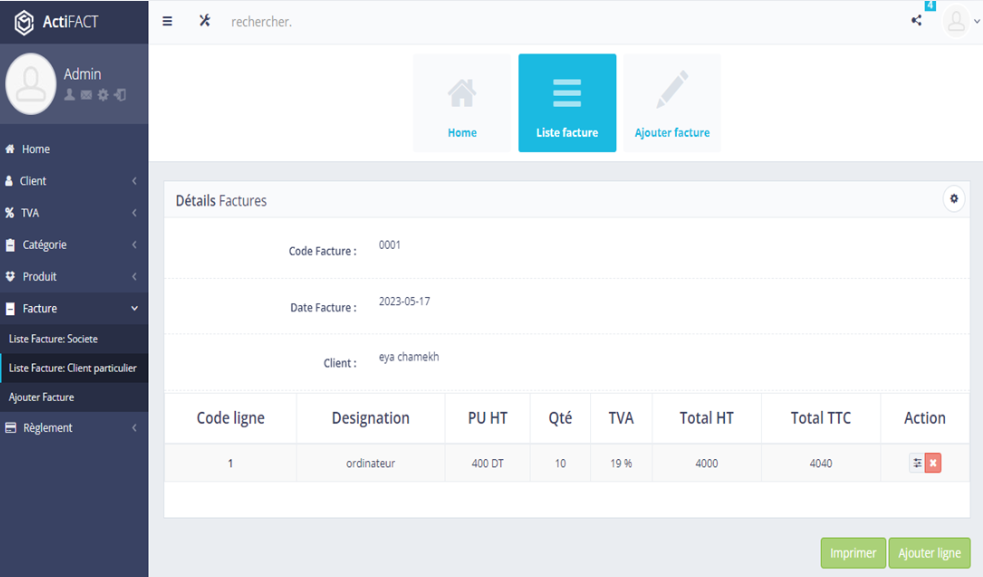 ActiFACT
rechercher.
4
Admin
Home
Liste facture
Ajouter facture
Home
Client
TVA
Catégorie
Produit
Facture
Liste Facture: Societe
Liste Facture: Client particulier
Ajouter Facture
Règlement
Détails Factures
Code Facture : 0001
Date Facture : 2023-05-17
Client : eya chamekh
Code ligne Designation PU HT Qté TVA Total HT Total TTC Action
1 ordinateur 400 DT 10 19 % 4000 4040
Imprimer Ajouter ligne